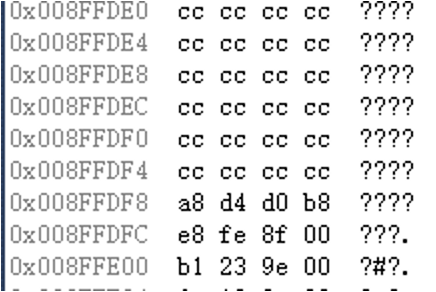 0x008FFDE0 cc cc cc cc ????
0x008FFDE4 cc cc cc cc ????
0x008FFDE8 cc cc cc cc ????
0x008FFDEC cc cc cc cc ????
0x008FFDF0 cc cc cc cc ????
0x008FFDF4 cc cc cc cc ????
0x008FFDF8 a8 d4 d0 b8 ????
0x008FFDFC e8 fe 8f 00 ???.
0x008FFE00 b1 23 9e 00 ?#?.